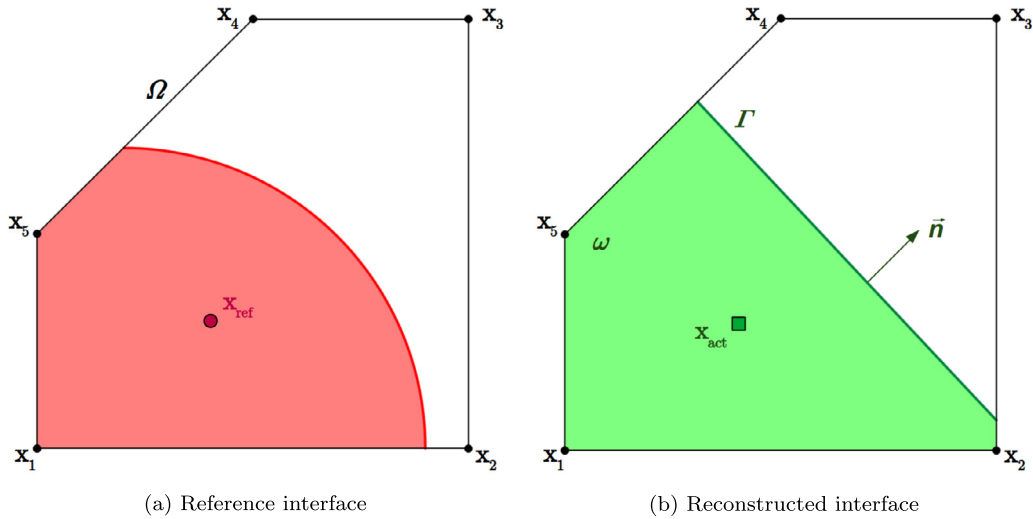 x4
x3
Ω
x5
xref
x1
x2
(a) Reference interface
x4
x3
Γ
x5
ω
n⃗
xact
x1
x2
(b) Reconstructed interface